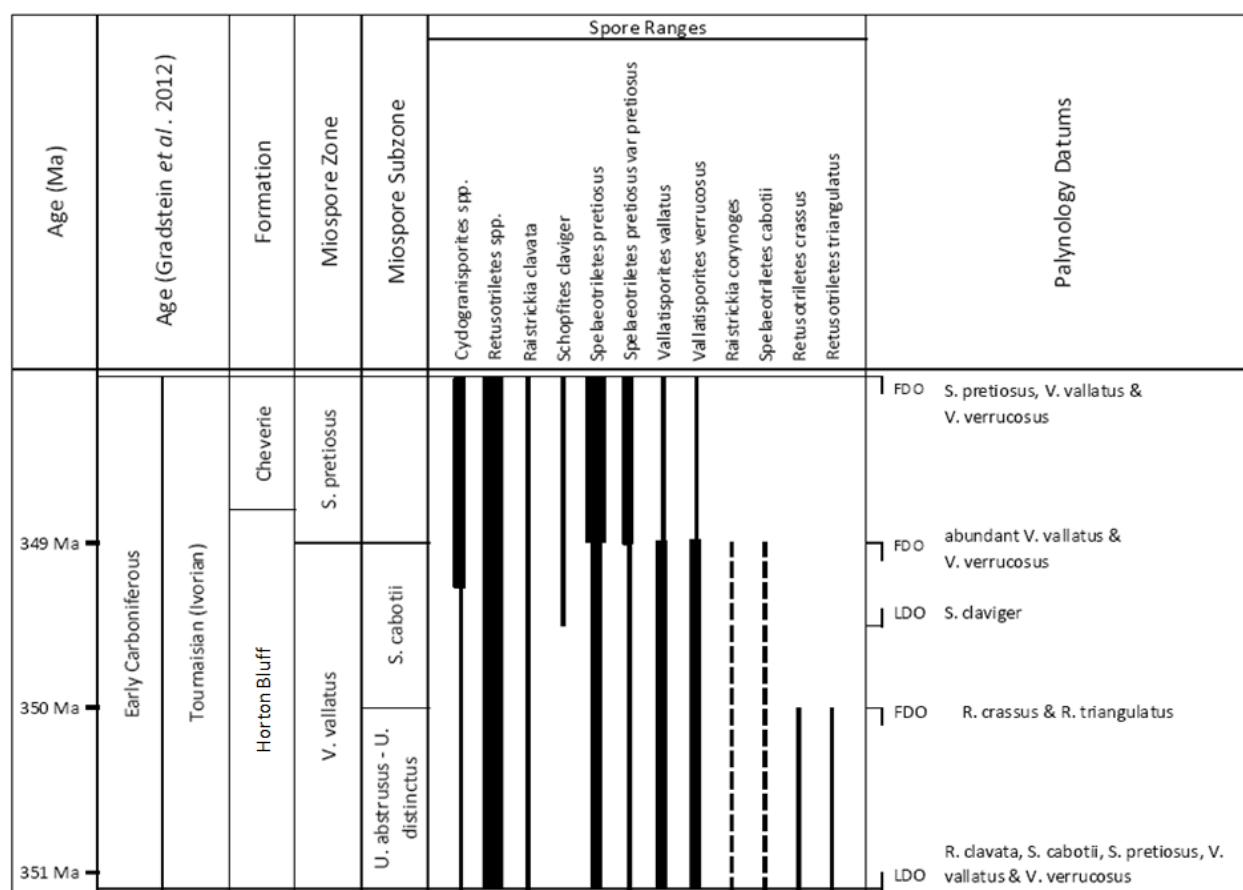 Spore Ranges
Age (Ma)
Age (Gradstein et al. 2012)
Formation
Miospore Zone
Miospore Subzone
Cydogranisporites spp.
Retusotriletes spp.
Raistrickia clavata
Schopfites claviger
Spelaeotriletes pretiosus
Spelaeotriletes pretiosus var pretiosus
Vallatisporites vallatus
Vallatisporites verrucosus
Raistrickia corynoges
Spelaeotriletes cabotii
Retusotriletes crassus
Retusotriletes triangulatus
Palynology Datums
349 Ma
350 Ma
351 Ma
Early Carboniferous
Tournaisian (Ivorian)
Cheverie
Horton Bluff
S. pretiosus
V. vallatus
S. cabotii
U. abstrusus - U.
distinctus
FDO S. pretiosus, V. vallatus &
V. verrucosus
FDO abundant V. vallatus &
V. verrucosus
LDO S. claviger
FDO R. crassus & R. triangulatus
R. clavata, S. cabotii, S. pretiosus, V.
LDO vallatus & V. verrucosus